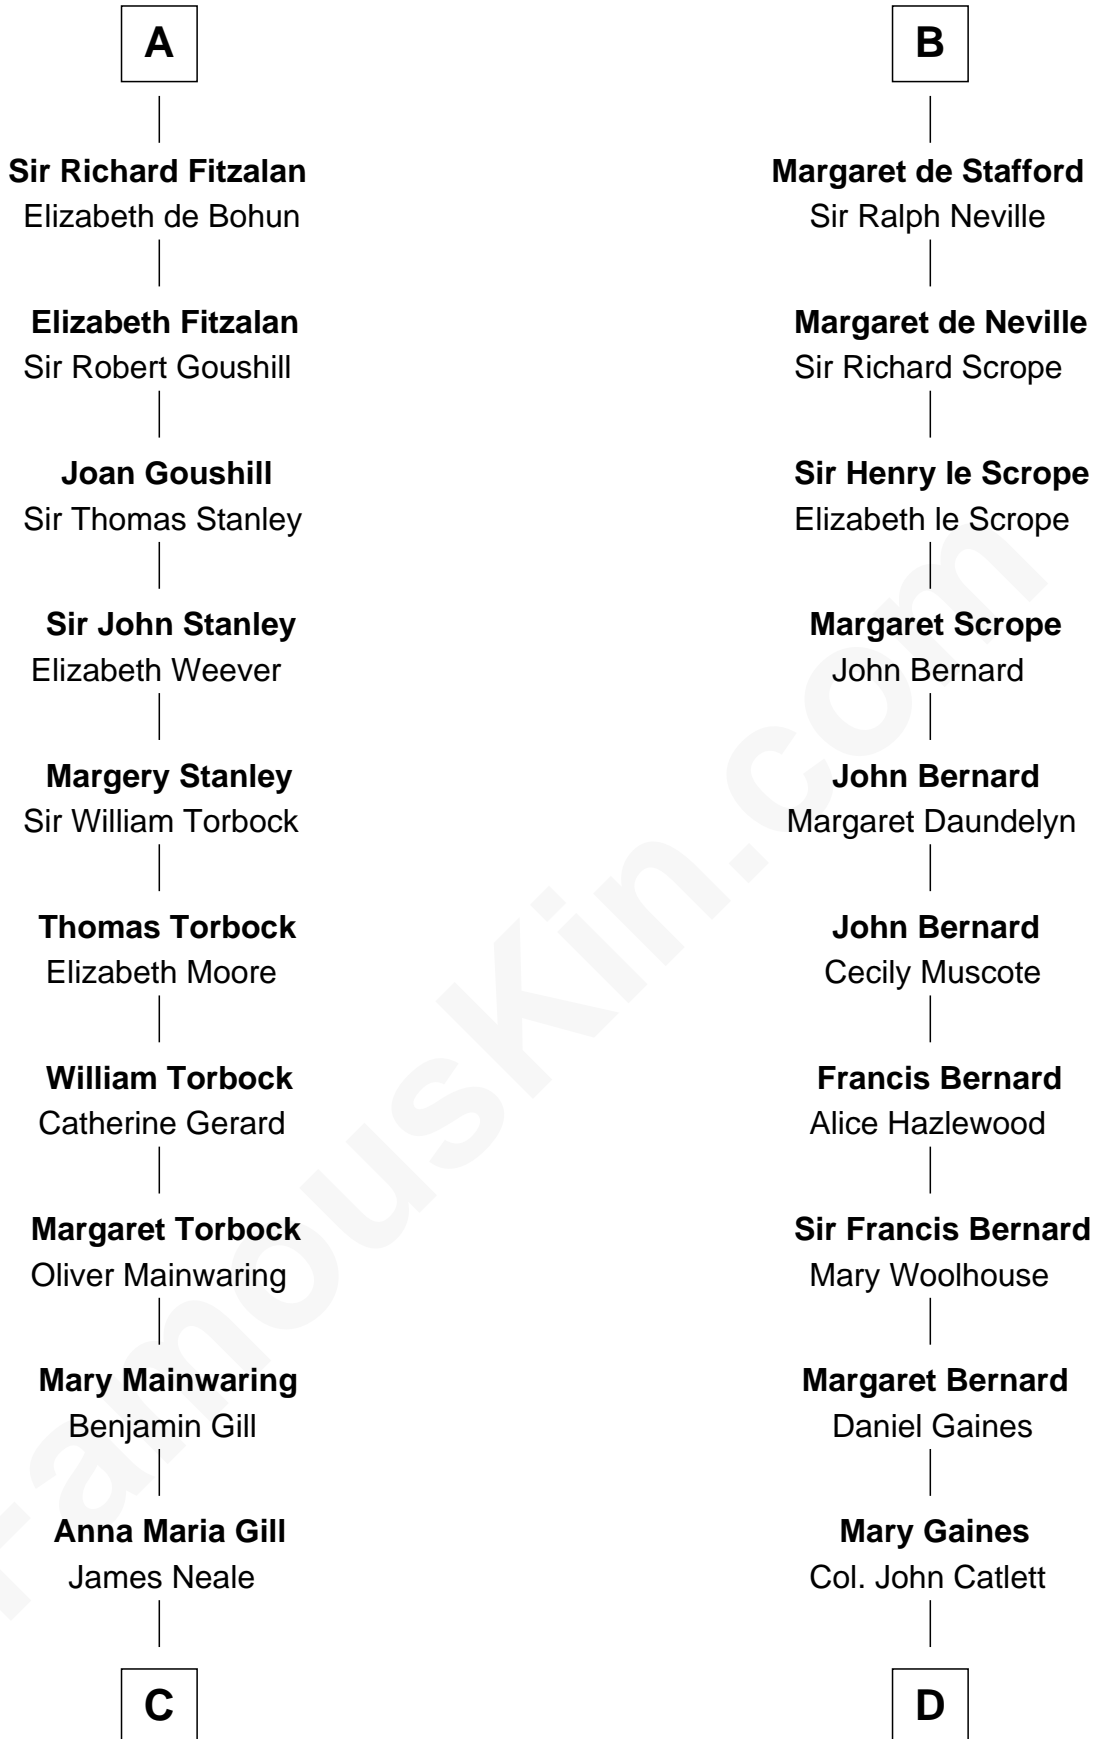 A
Sir Richard Fitzalan
Elizabeth de Bohun
Elizabeth Fitzalan
Sir Robert Goushill
Joan Goushill
Sir Thomas Stanley
Sir John Stanley
Elizabeth Weever
Margery Stanley
Sir William Torbock
Thomas Torbock
Elizabeth Moore
William Torbock
Catherine Gerard
Margaret Torbock
Oliver Mainwaring
Mary Mainwaring
Benjamin Gill
Anna Maria Gill
James Neale
C
B
Margaret de Stafford
Sir Ralph Neville
Margaret de Neville
Sir Richard Scrope
Sir Henry le Scrope
Elizabeth le Scrope
Margaret Scrope
John Bernard
John Bernard
Margaret Daundelyn
John Bernard
Cecily Muscote
Francis Bernard
Alice Hazlewood
Sir Francis Bernard
Mary Woolhouse
Margaret Bernard
Daniel Gaines
Mary Gaines
Col. John Catlett
D
FamousKin.com